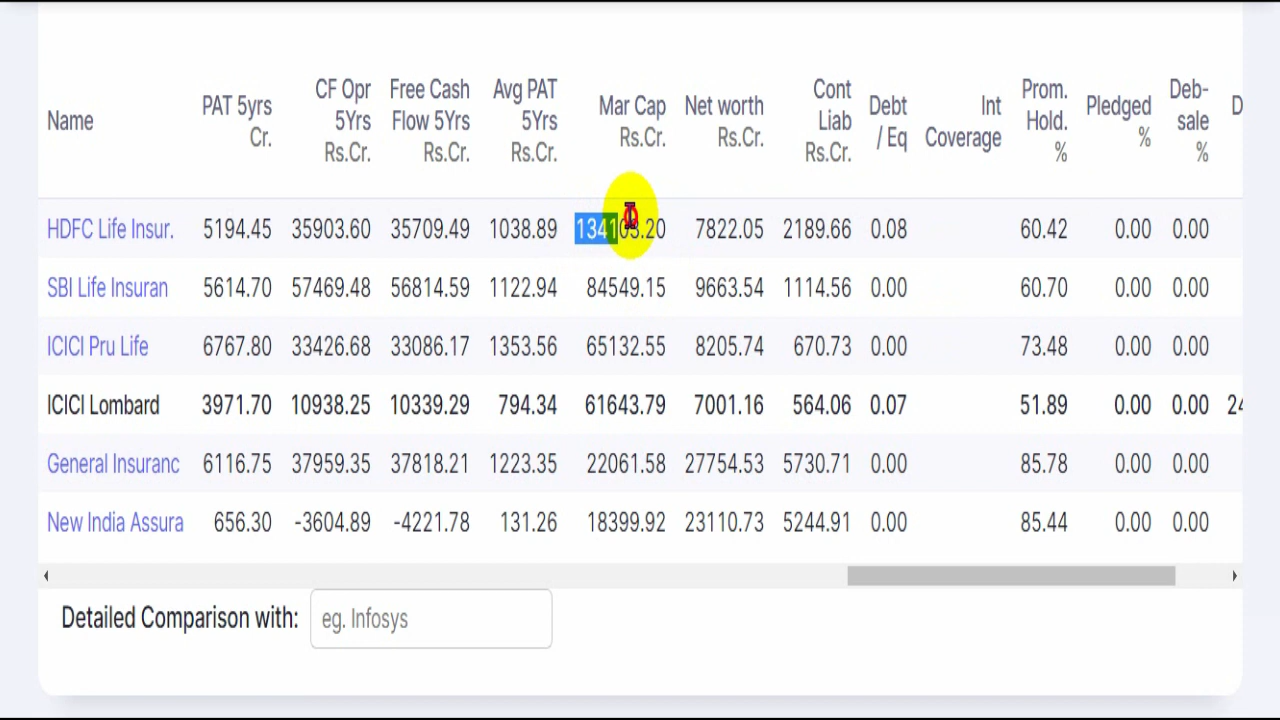 Name PAT 5yrs Cr. CF Opr 5Yrs Rs.Cr. Free Cash Flow 5Yrs Rs.Cr. Avg PAT 5Yrs Rs.Cr. Mar Cap Rs.Cr. Net worth Rs.Cr. Cont Liab Rs.Cr. Debt / Eq Int Coverage Prom. Hold. % Pledged % Deb- sale % D
HDFC Life Insur. 5194.45 35903.60 35709.49 1038.89 134103.20 7822.05 2189.66 0.08 60.42 0.00 0.00
SBI Life Insuran 5614.70 57469.48 56814.59 1122.94 84549.15 9663.54 1114.56 0.00 60.70 0.00 0.00
ICICI Pru Life 6767.80 33426.68 33086.17 1353.56 65132.55 8205.74 670.73 0.00 73.48 0.00 0.00
ICICI Lombard 3971.70 10938.25 10339.29 794.34 61643.79 7001.16 564.06 0.07 51.89 0.00 0.00 24
General Insuranc 6116.75 37959.35 37818.21 1223.35 22061.58 27754.53 5730.71 0.00 85.78 0.00 0.00
New India Assura 656.30 -3604.89 -4221.78 131.26 18399.92 23110.73 5244.91 0.00 85.44 0.00 0.00
Detailed Comparison with: eg. Infosys